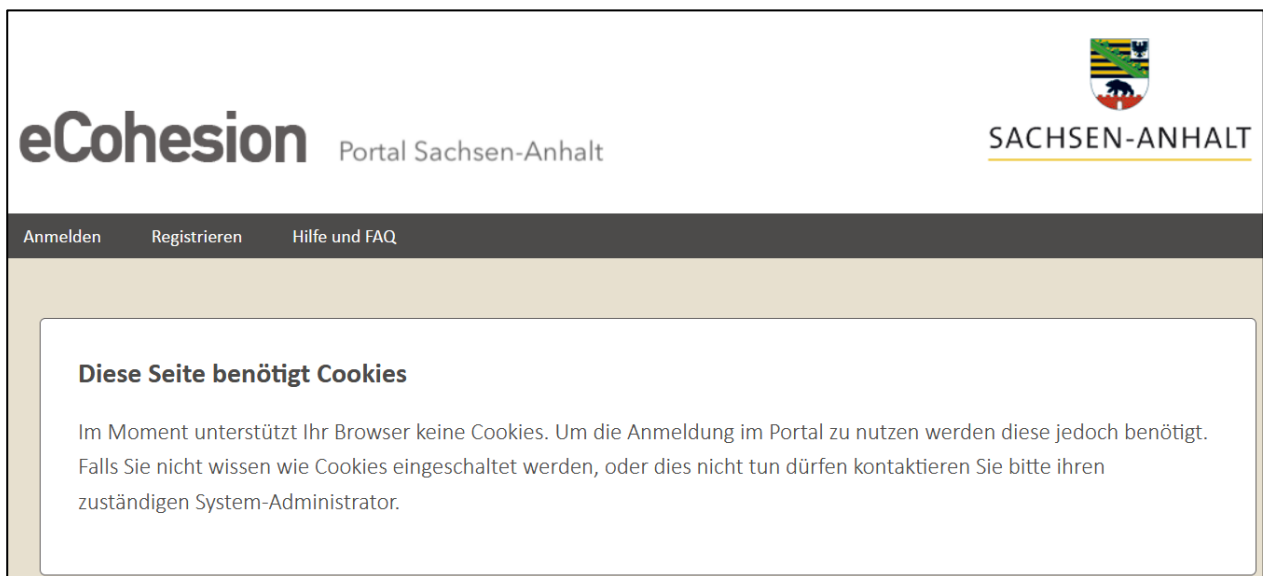 eCohesion Portal Sachsen-Anhalt
SACHSEN-ANHALT
Anmelden Registrieren Hilfe und FAQ
Diese Seite benötigt Cookies
Im Moment unterstützt Ihr Browser keine Cookies. Um die Anmeldung im Portal zu nutzen werden diese jedoch benötigt.
Falls Sie nicht wissen wie Cookies eingeschaltet werden, oder dies nicht tun dürfen kontaktieren Sie bitte ihren
zuständigen System-Administrator.